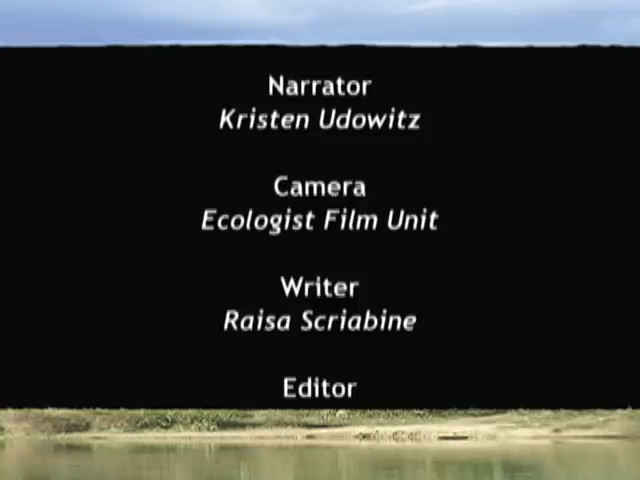 Narrator
Kristen Udowitz
Camera
Ecologist Film Unit
Writer
Raisa Scriabine
Editor